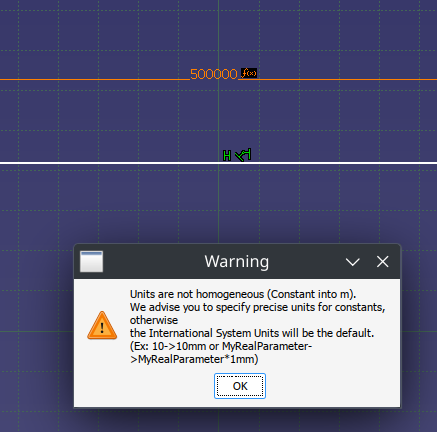 500000 f(x)
H
Warning
Units are not homogeneous (Constant into m).
We advise you to specify precise units for constants,
otherwise
the International System Units will be the default.
(Ex: 10->10mm or MyRealParameter-
>MyRealParameter*1mm)
OK